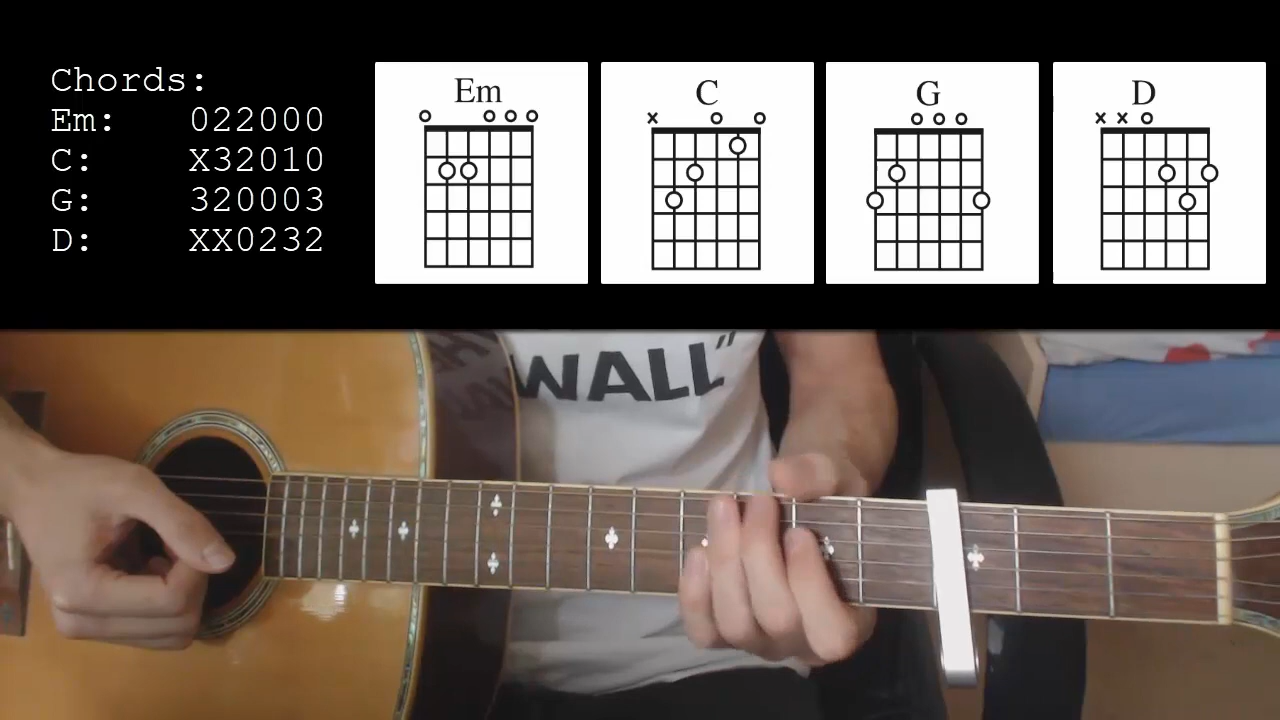 Chords:
Em: 022000
C: X32010
G: 320003
D: XX0232
Em
C
G
D
WALL"